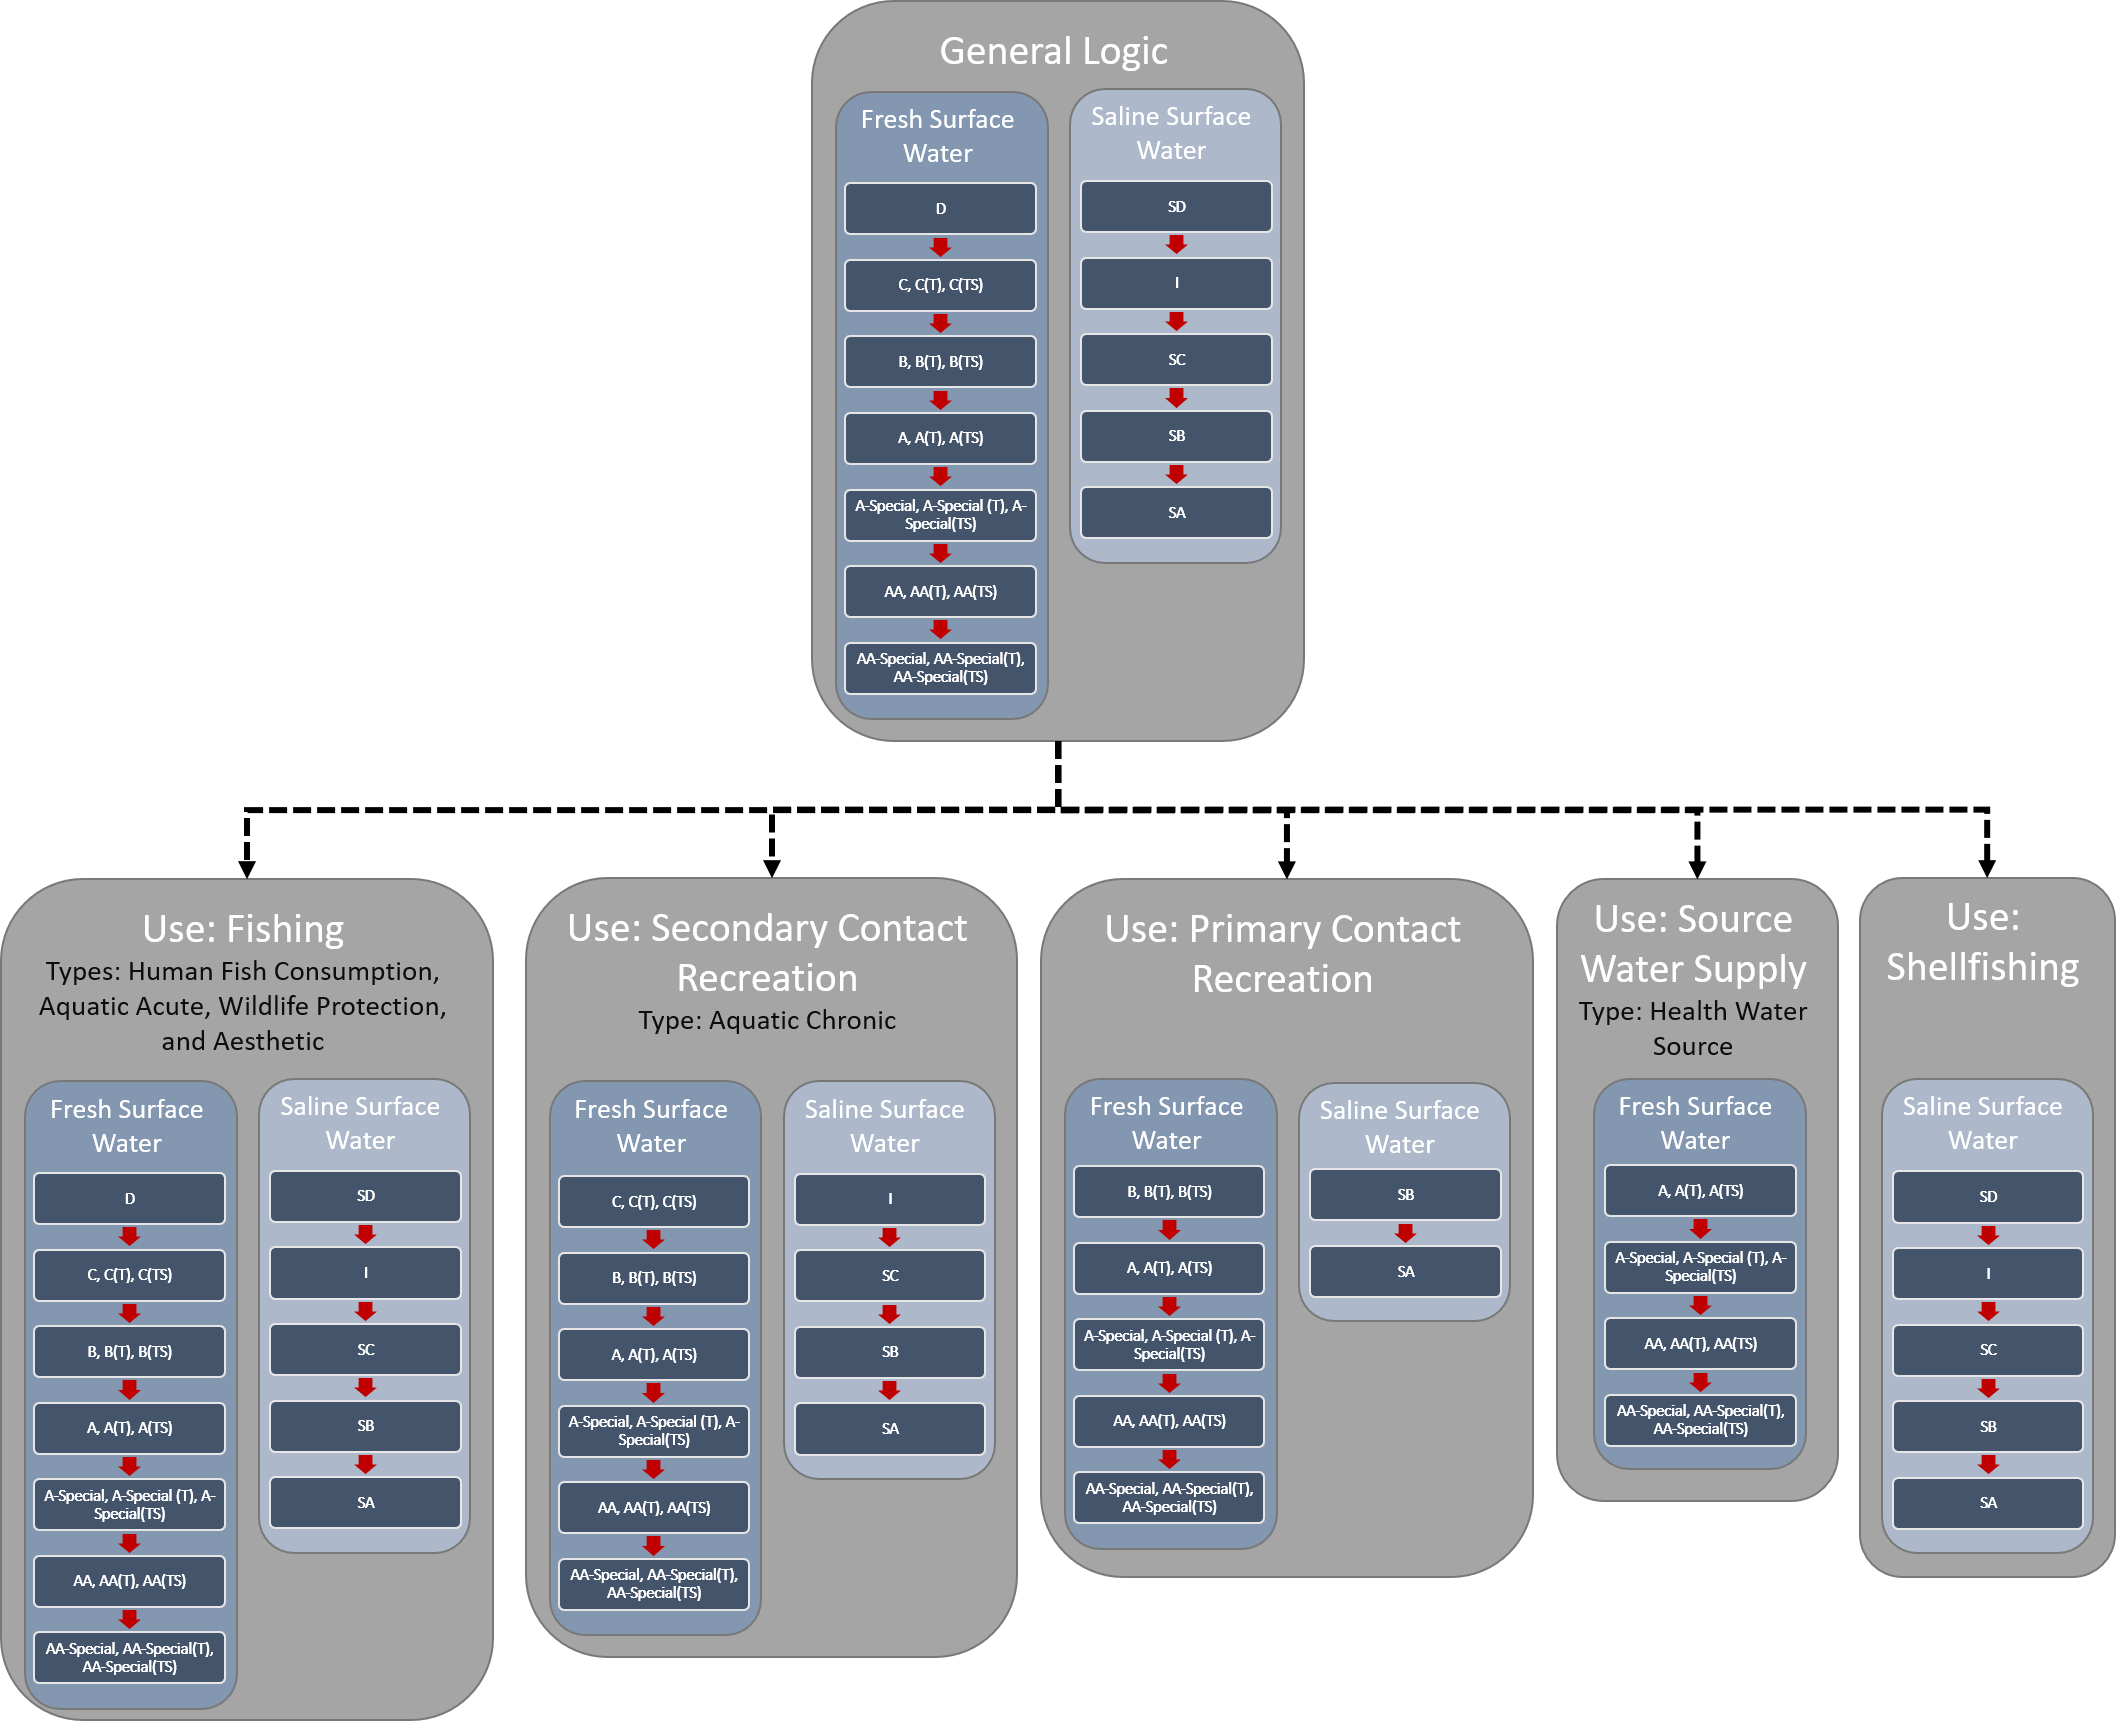 General Logic
Fresh Surface
Water
D
C, C(T), C(TS)
B, B(T), B(TS)
A, A(T), A(TS)
A-Special, A-Special (T), A-
Special(TS)
AA, AA(T), AA(TS)
AA-Special, AA-Special(T),
AA-Special(TS)
Saline Surface
Water
SD
I
SC
SB
SA
Use: Fishing
Types: Human Fish Consumption,
Aquatic Acute, Wildlife Protection,
and Aesthetic
Fresh Surface
Water
D
C, C(T), C(TS)
B, B(T), B(TS)
A, A(T), A(TS)
A-Special, A-Special (T), A-
Special(TS)
AA, AA(T), AA(TS)
AA-Special, AA-Special(T),
AA-Special(TS)
Saline Surface
Water
SD
I
SC
SB
SA
Use: Secondary Contact
Recreation
Type: Aquatic Chronic
Fresh Surface
Water
C, C(T), C(TS)
B, B(T), B(TS)
A, A(T), A(TS)
A-Special, A-Special (T), A-
Special(TS)
AA, AA(T), AA(TS)
AA-Special, AA-Special(T),
AA-Special(TS)
Saline Surface
Water
I
SC
SB
SA
Use: Primary Contact
Recreation
Fresh Surface
Water
B, B(T), B(TS)
A, A(T), A(TS)
A-Special, A-Special (T), A-
Special(TS)
AA, AA(T), AA(TS)
AA-Special, AA-Special(T),
AA-Special(TS)
Saline Surface
Water
SB
SA
Use: Source
Water Supply
Type: Health Water
Source
Fresh Surface
Water
A, A(T), A(TS)
A-Special, A-Special (T), A-
Special(TS)
AA, AA(T), AA(TS)
AA-Special, AA-Special(T),
AA-Special(TS)
Use:
Shellfishing
Saline Surface
Water
SD
I
SC
SB
SA